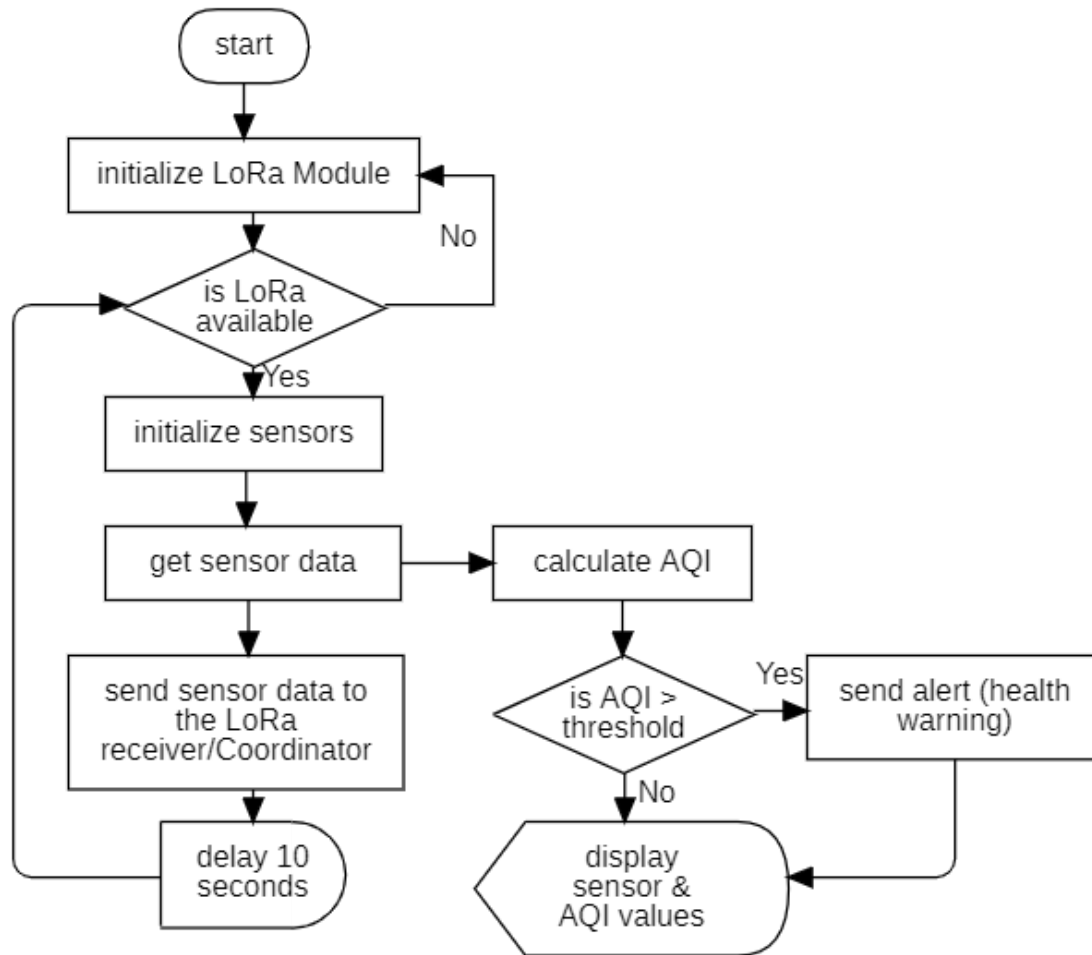 start
initialize LoRa Module
No
is LoRa
available
Yes
initialize sensors
get sensor data
calculate AQI
send sensor data to
the LoRa
receiver/Coordinator
is AQI >
threshold
Yes
send alert (health
warning)
No
delay 10
seconds
display
sensor &
AQI values